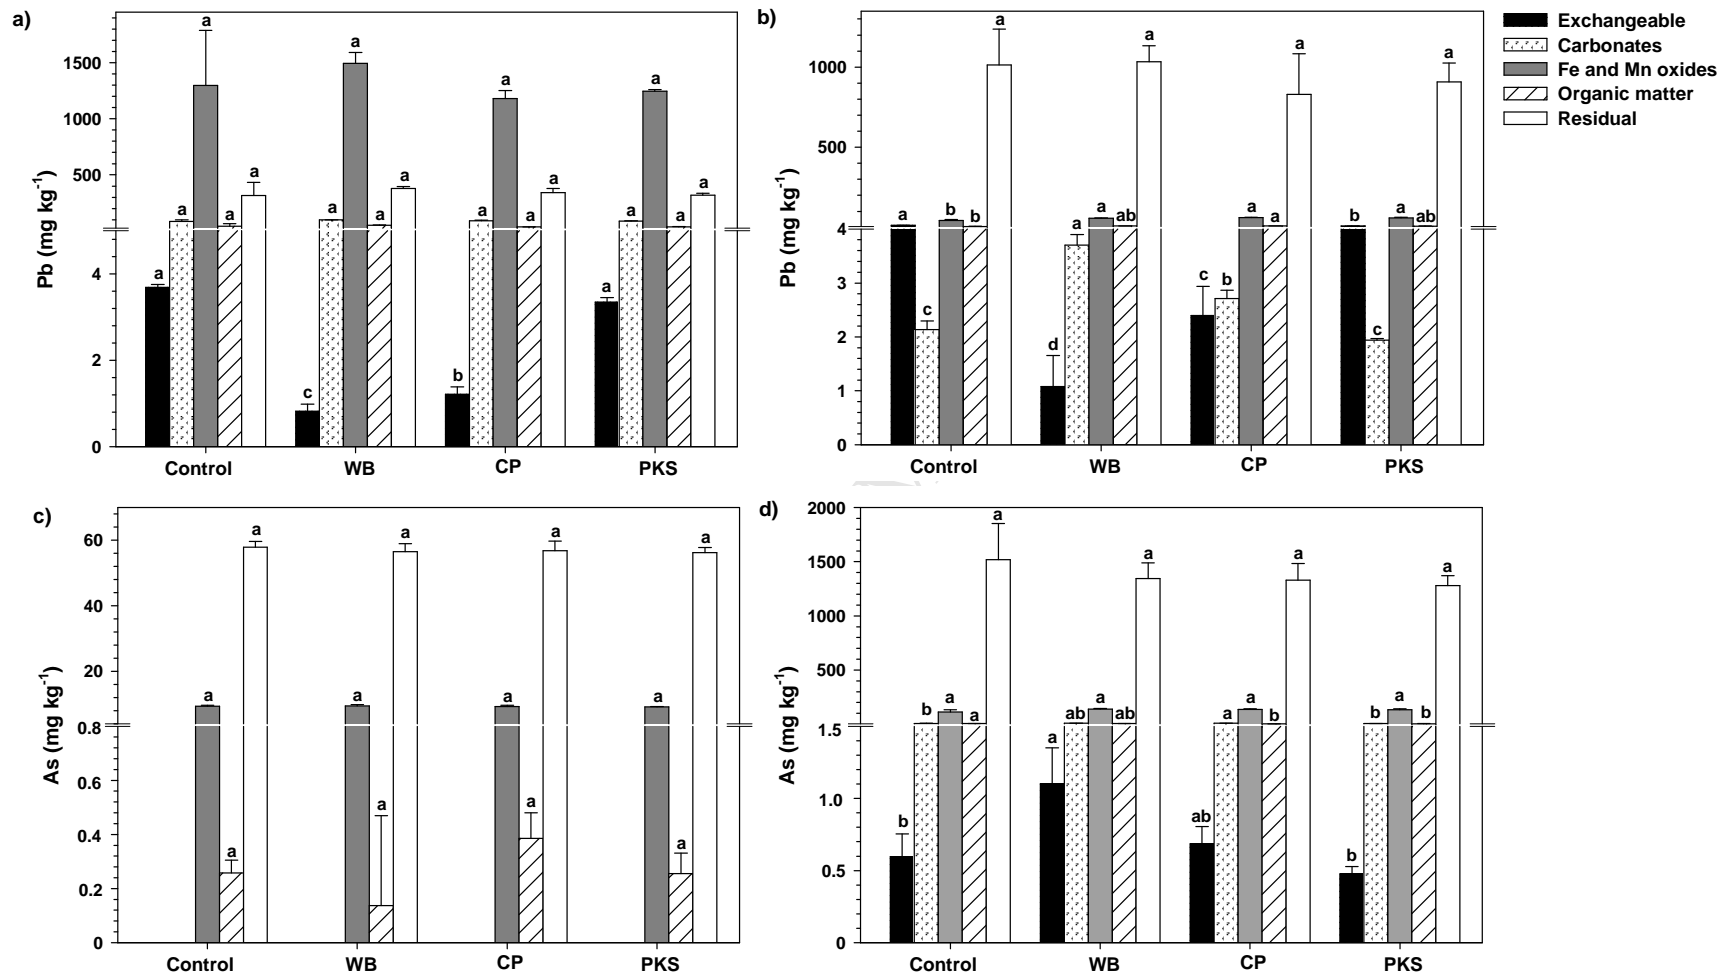 a)
Pb (mg kg-1)
1500
1000
500
4
2
0
a a a a
a a a a
a a a a
a a a a
a c b a
Control WB CP PKS
b)
Pb (mg kg-1)
1000
500
4
3
2
1
0
a a a a
a b b a ab a a b a ab
c a c b c
d
Control WB CP PKS
Exchangeable
Carbonates
Fe and Mn oxides
Organic matter
Residual
c)
As (mg kg-1)
60
40
20
0.8
0.6
0.4
0.2
0
a a a a
a a a a
a a a a
Control WB CP PKS
d)
As (mg kg-1)
2000
1500
1000
500
1.5
1.0
0.5
0
a a a a
b a a ab a ab a a b b a b
b a ab b
Control WB CP PKS